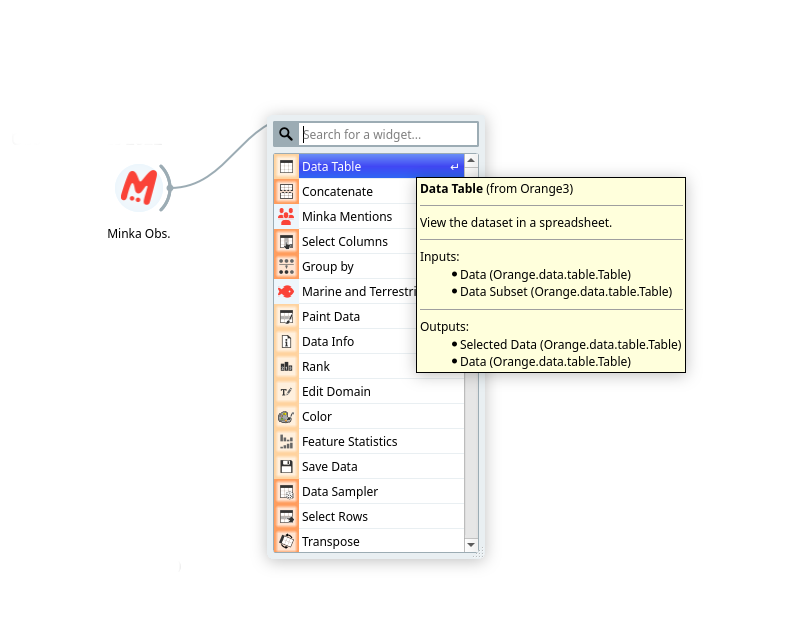 Search for a widget...
Data Table
Concatenate
Minka Mentions
Select Columns
Group by
Marine and Terrestri
Paint Data
Data Info
Rank
Edit Domain
Color
Feature Statistics
Save Data
Data Sampler
Select Rows
Transpose
Minka Obs.
Data Table (from Orange3)
View the dataset in a spreadsheet.
Inputs:
• Data (Orange.data.table.Table)
• Data Subset (Orange.data.table.Table)
Outputs:
• Selected Data (Orange.data.table.Table)
• Data (Orange.data.table.Table)